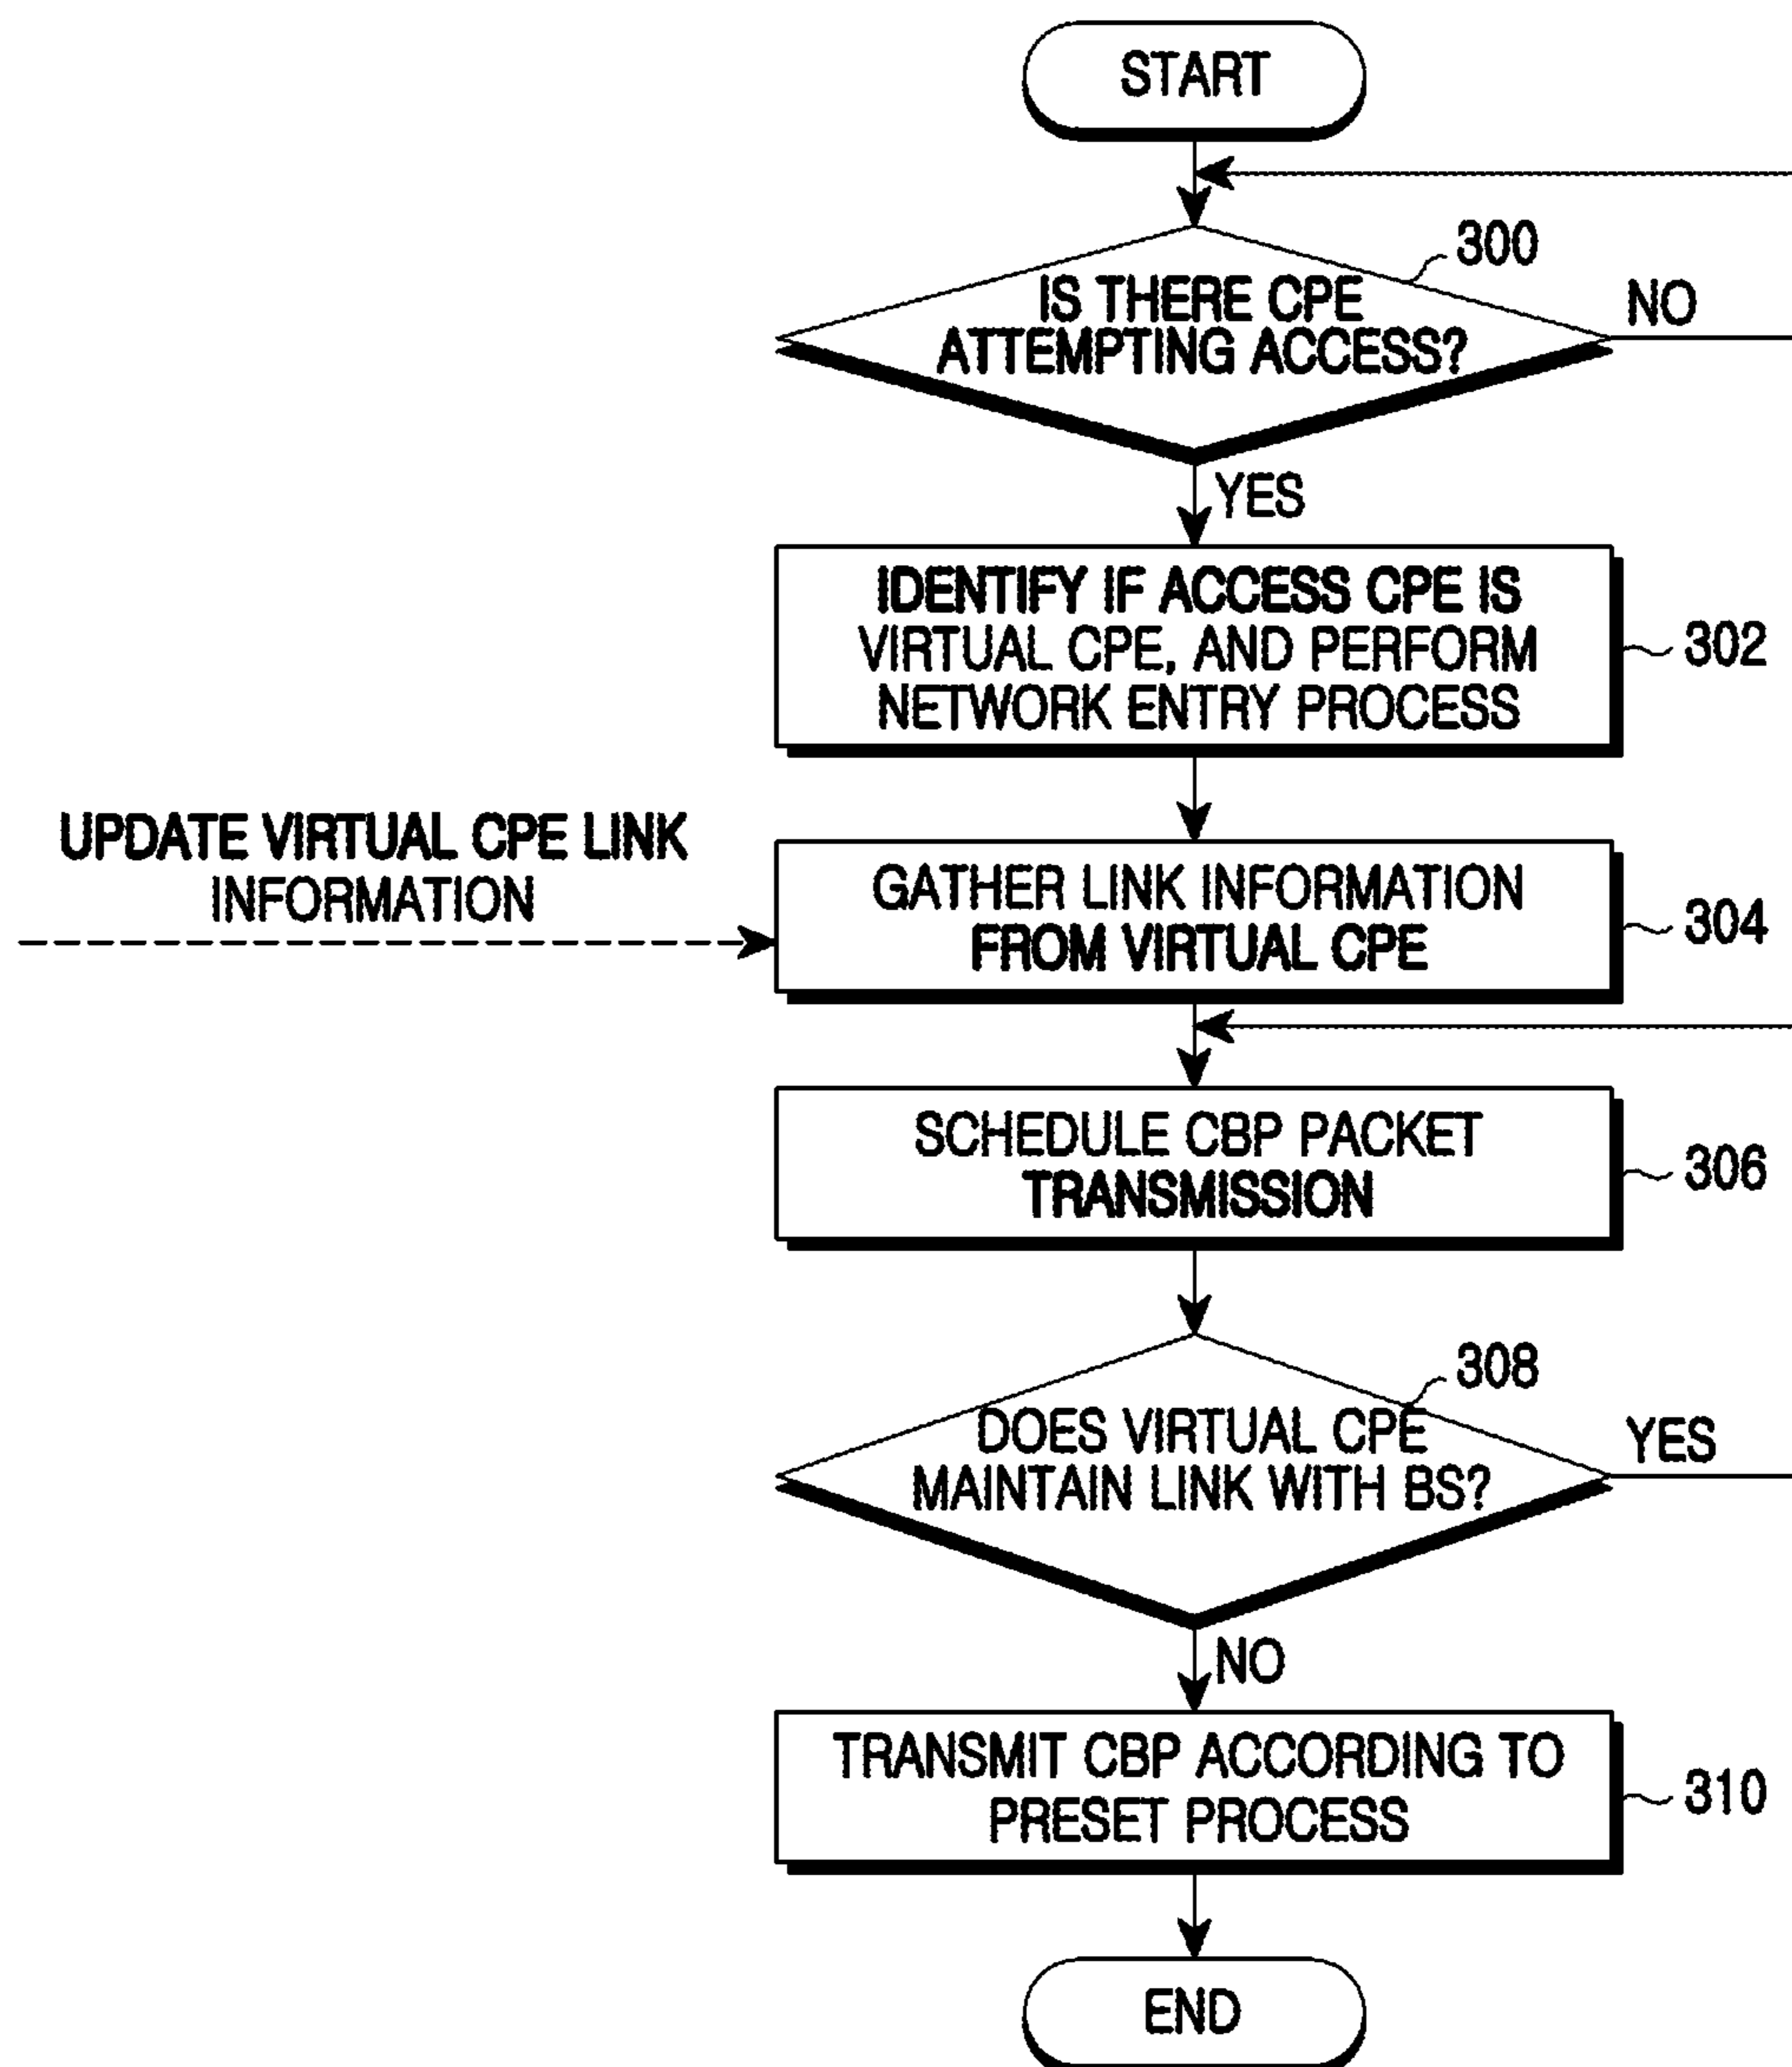 START
300
IS THERE CPE
ATTEMPTING ACCESS?
NO
YES
IDENTIFY IF ACCESS CPE IS
VIRTUAL CPE, AND PERFORM
NETWORK ENTRY PROCESS
302
UPDATE VIRTUAL CPE LINK
INFORMATION
GATHER LINK INFORMATION
FROM VIRTUAL CPE
304
SCHEDULE CBP PACKET
TRANSMISSION
306
308
DOES VIRTUAL CPE
MAINTAIN LINK WITH BS?
YES
NO
TRANSMIT CBP ACCORDING TO
PRESET PROCESS
310
END